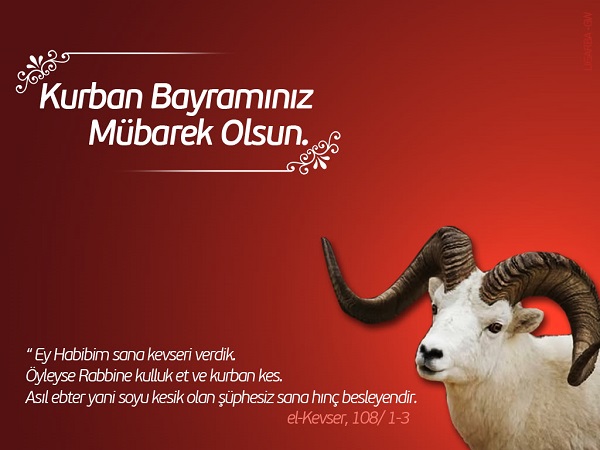 Kurban Bayramınız
Mübarek Olsun.
“ Ey Habibim sana kevseri verdik.
Öyleyse Rabbine kulluk et ve kurban kes.
Asıl ebter yani soyu kesik olan şüphesiz sana hınç besleyendir.
el-Kevser, 108/ 1-3